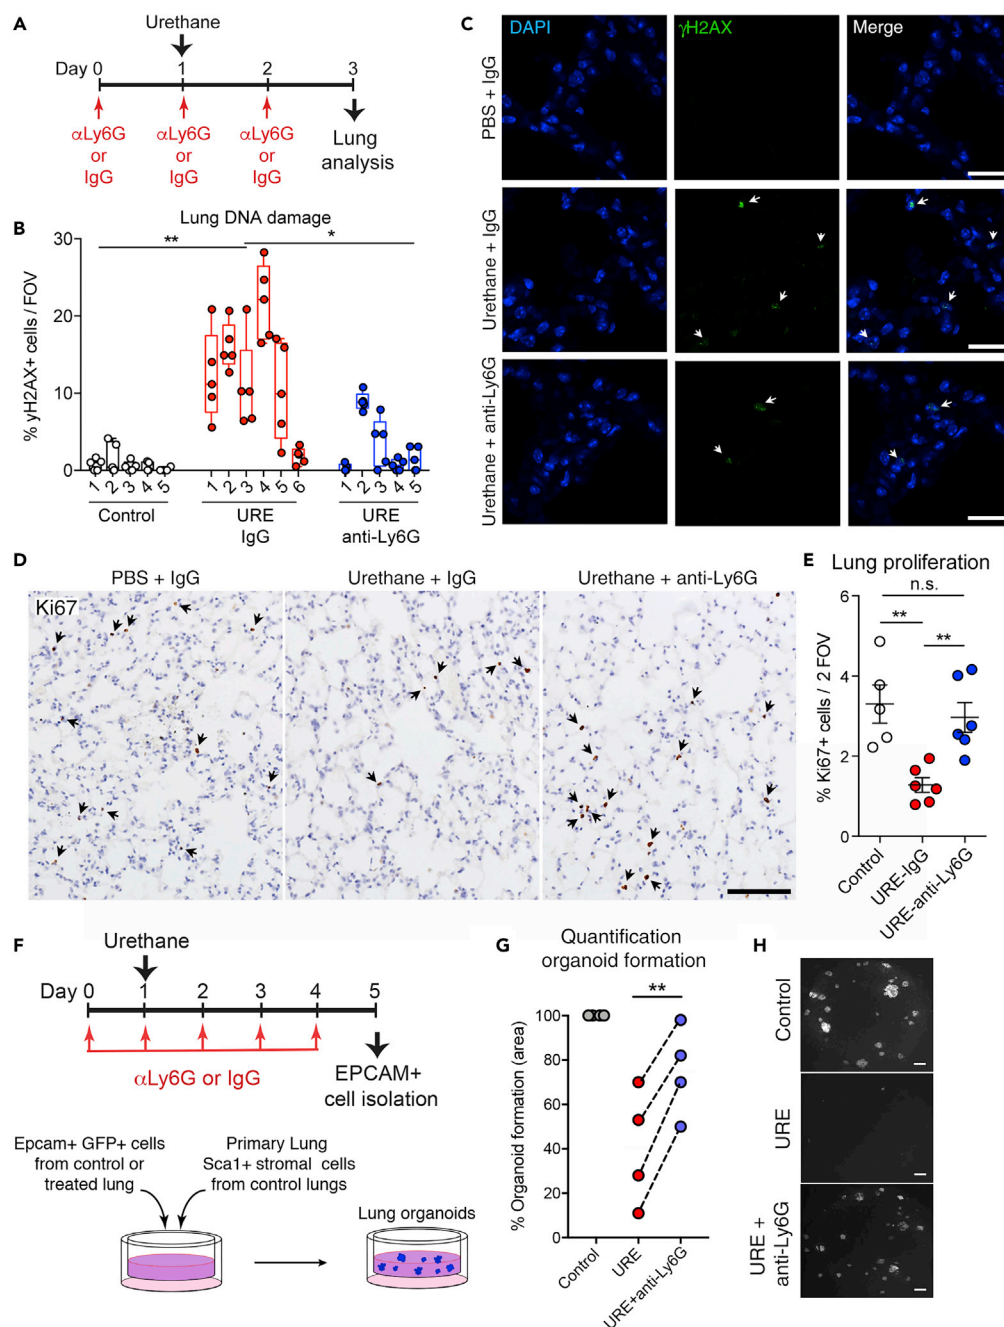 A
Urethane
Day 0 1 2 3
αLy6G αLy6G αLy6G
or or or
IgG IgG IgG
Lung
analysis
B
Lung DNA damage
** *
% γH2AX+ cells / FOV
30
20
10
0
1 2 3 4 5 1 2 3 4 5 6 1 2 3 4 5
Control URE URE
IgG anti-Ly6G
C
DAPI γH2AX Merge
PBS + IgG
Urethane + IgG
Urethane + anti-Ly6G
D
PBS + IgG Urethane + IgG Urethane + anti-Ly6G
Ki67
E
Lung proliferation
n.s.
** **
% Ki67+ cells / 2 FOV
6
4
2
0
Control URE-IgG URE-anti-Ly6G
F
Urethane
Day 0 1 2 3 4 5
αLy6G or IgG
EPCAM+
cell isolation
Epcam+ GFP+ cells
from control or
treated lung
Primary Lung
Sca1+ stromal cells
from control lungs
Lung organoids
G
Quantification
organoid formation
**
% Organoid formation (area)
100
80
60
40
20
0
Control URE URE+anti-Ly6G
H
Control
URE
URE +
anti-Ly6G